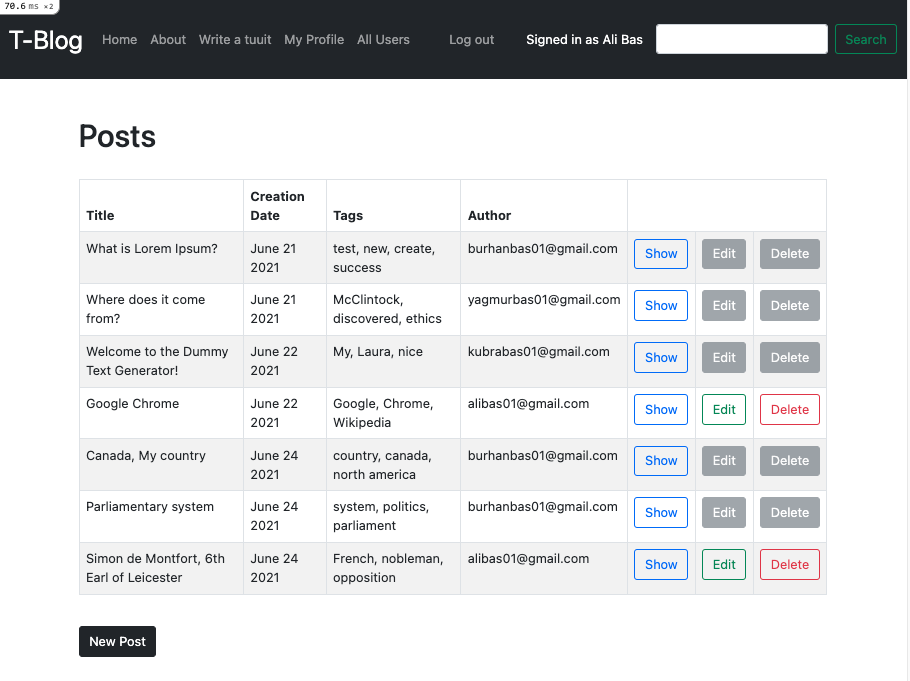 70.6 ms ×2
T-Blog Home About Write a tuuit My Profile All Users Log out Signed in as Ali Bas Search
Posts
Title Creation Date Tags Author
What is Lorem Ipsum? June 21 2021 test, new, create, success burhanbas01@gmail.com Show Edit Delete
Where does it come from? June 21 2021 McClintock, discovered, ethics yagmurbas01@gmail.com Show Edit Delete
Welcome to the Dummy Text Generator! June 22 2021 My, Laura, nice kubrabas01@gmail.com Show Edit Delete
Google Chrome June 22 2021 Google, Chrome, Wikipedia alibas01@gmail.com Show Edit Delete
Canada, My country June 24 2021 country, canada, north america burhanbas01@gmail.com Show Edit Delete
Parliamentary system June 24 2021 system, politics, parliament burhanbas01@gmail.com Show Edit Delete
Simon de Montfort, 6th Earl of Leicester June 24 2021 French, nobleman, opposition alibas01@gmail.com Show Edit Delete
New Post